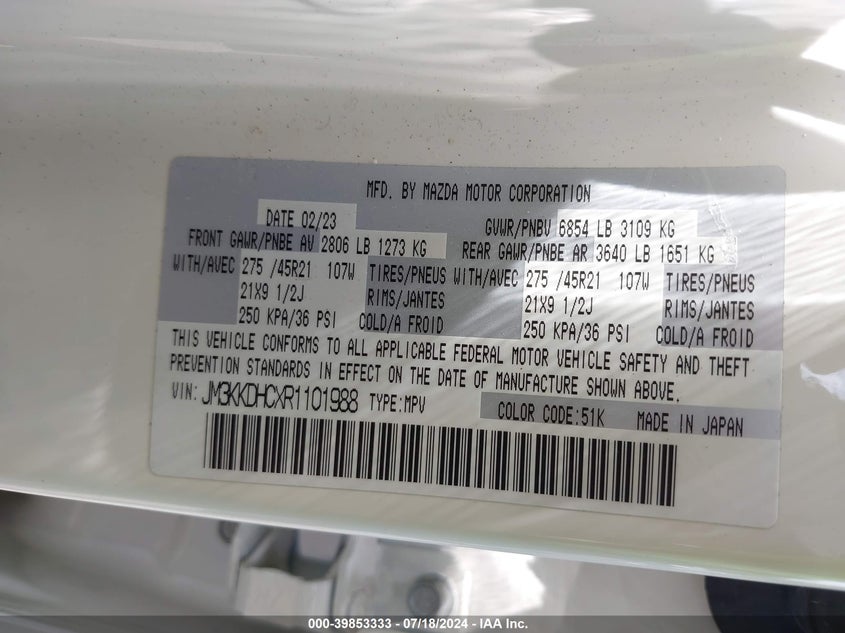 MFD. BY MAZDA MOTOR CORPORATION
DATE 02/23 GVWR/PNBV 6854 LB 3109 KG
FRONT GAWR/PNBE AV 2806 LB 1273 KG REAR GAWR/PNBE AR 3640 LB 1651 KG
WITH/AVEC 275 /45R21 107W TIRES/PNEUS WITH/AVEC 275 /45R21 107W TIRES/PNEUS
21X9 1/2J RIMS/JANTES 21X9 1/2J RIMS/JANTES
250 KPA/36 PSI COLD/A FROID 250 KPA/36 PSI COLD/A FROID
THIS VEHICLE CONFORMS TO ALL APPLICABLE FEDERAL MOTOR VEHICLE SAFETY AND THEFT
PREVENTION STANDARDS IN EFFECT ON THE DATE OF MANUFACTURE SHOWN ABOVE.
VIN: JM3KKDHCXR1101988 TYPE:MPV COLOR CODE:51K MADE IN JAPAN
000-39853333 - 07/18/2024 - IAA Inc.